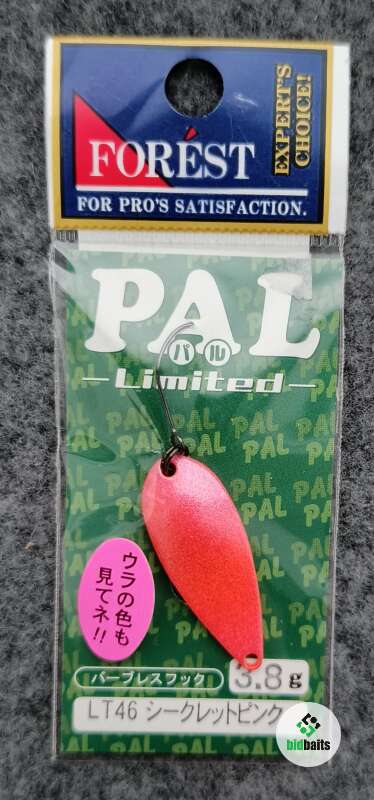 FORÉST
EXPERT'S
CHOICE!
FOR PRO'S SATISFACTION.
PAL
パル
Limited
ウラの色も
見てネ!!
バーブレスフック
3.8g
LT46 シークレットピンク
bidbaits